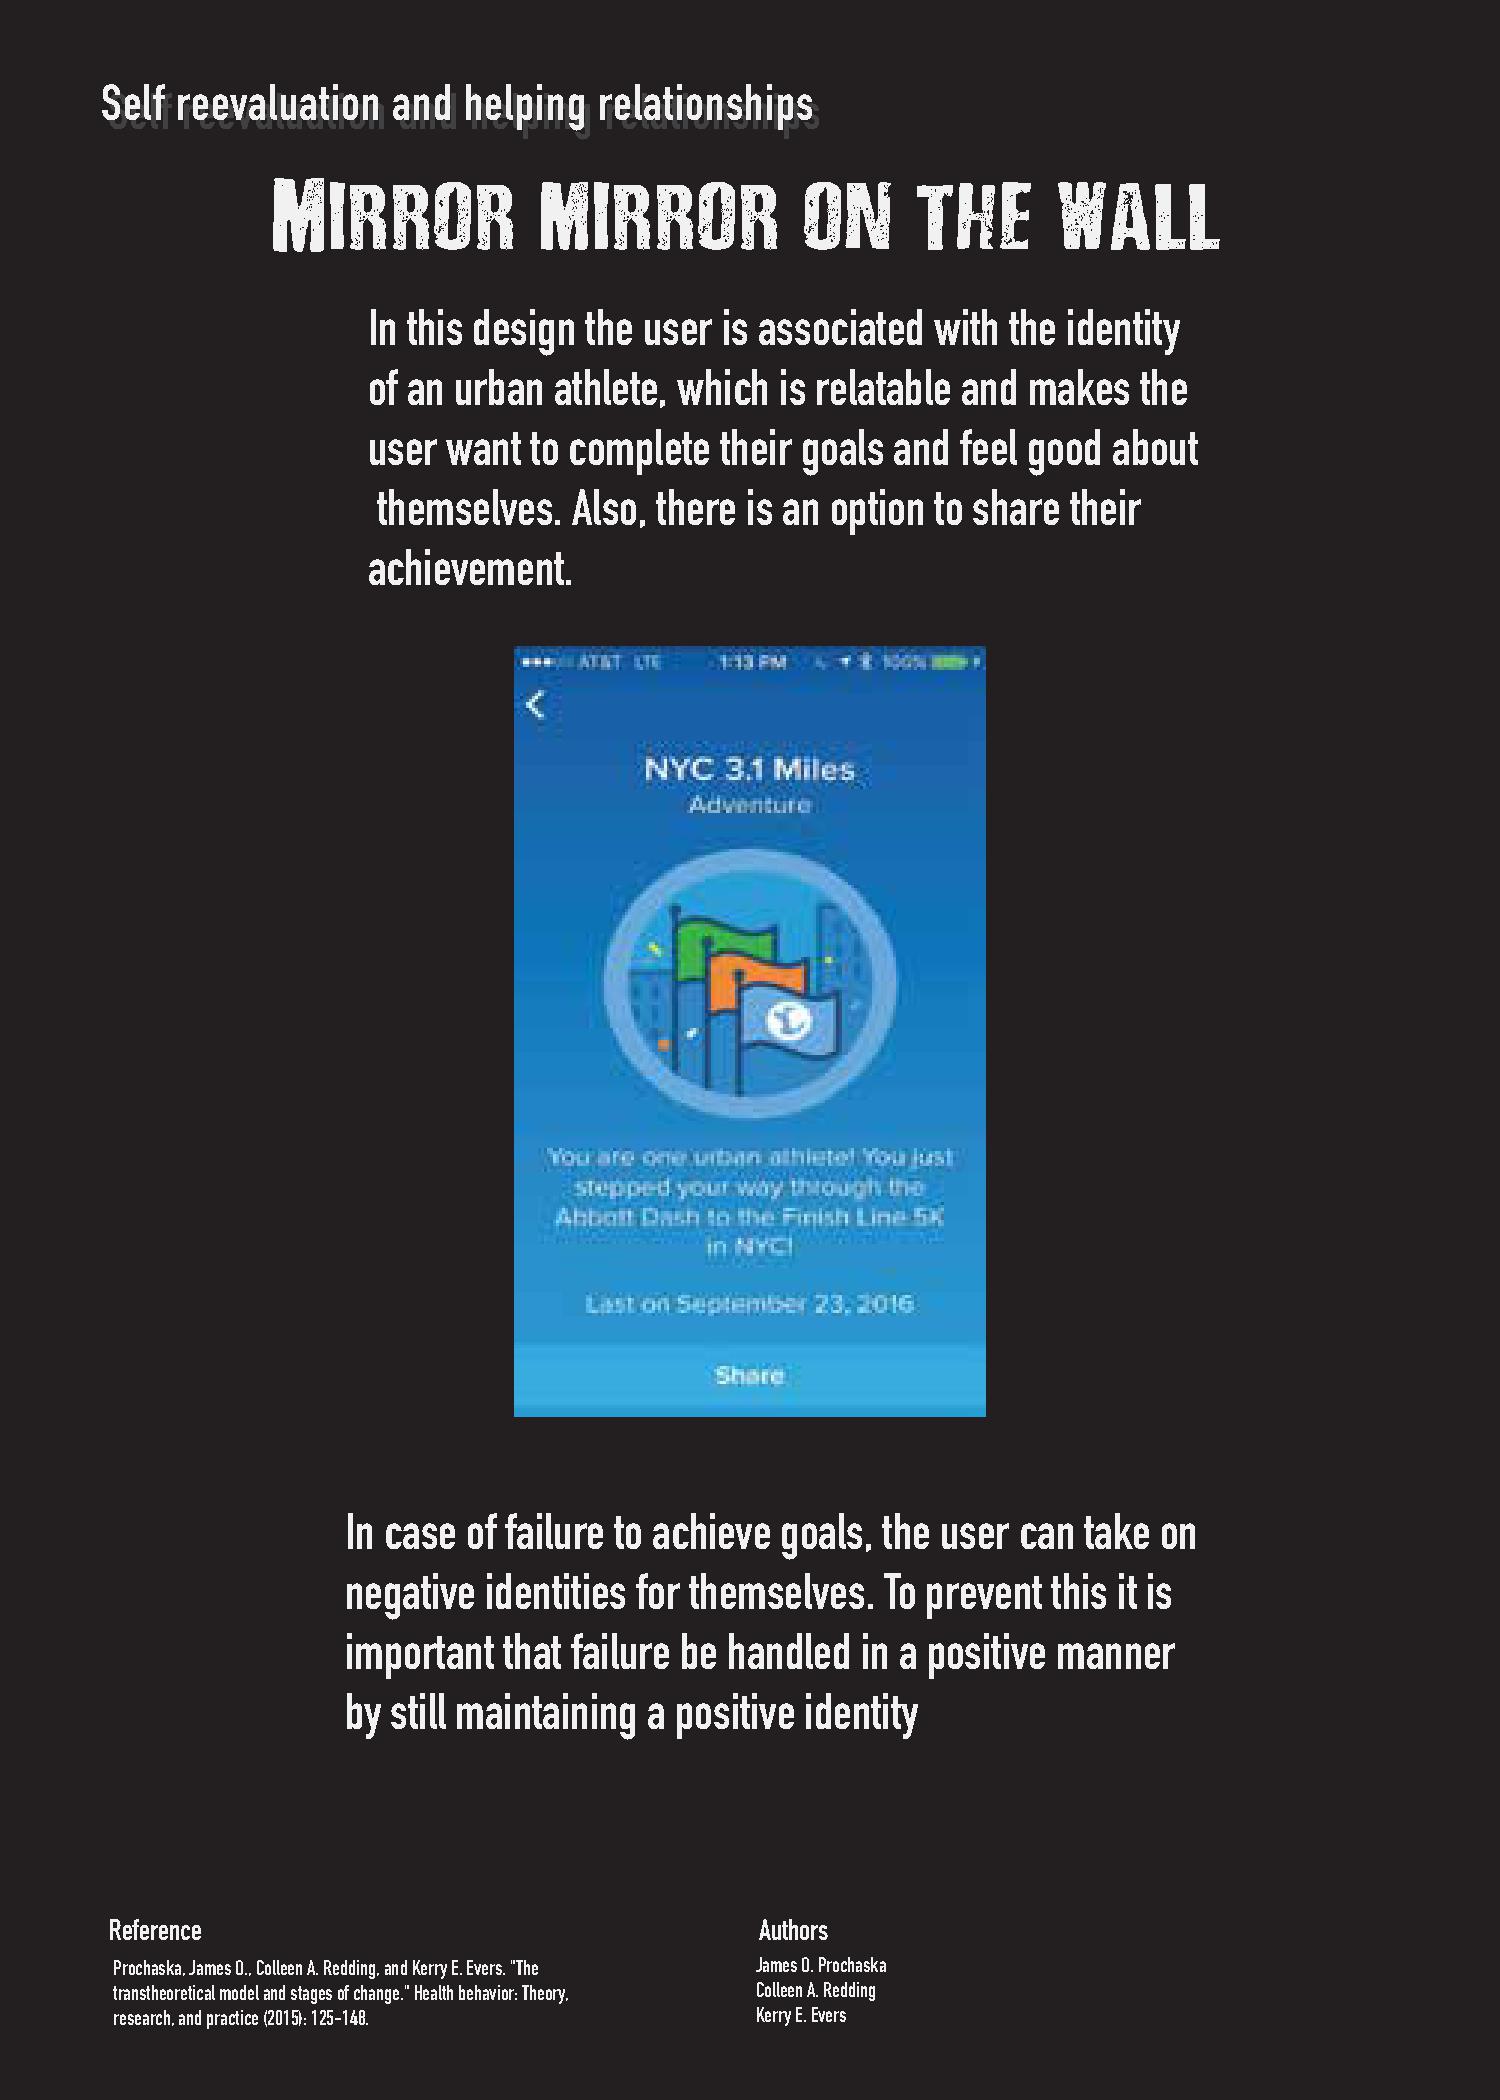 Self reevaluation and helping relationships
MIRROR MIRROR ON THE WALL
In this design the user is associated with the identity
of an urban athlete, which is relatable and makes the
user want to complete their goals and feel good about
themselves. Also, there is an option to share their
achievement.
AT&T LTE 1:13 PM 100%
NYC 3.1 Miles
Adventure
You are one urban athlete! You just
stepped your way through the
Abbott Dash to the Finish Line 5K
in NYC!
Last on September 23, 2016
Share
In case of failure to achieve goals, the user can take on
negative identities for themselves. To prevent this it is
important that failure be handled in a positive manner
by still maintaining a positive identity
Reference
Prochaska, James O., Colleen A. Redding, and Kerry E. Evers. "The
transtheoretical model and stages of change." Health behavior: Theory,
research, and practice (2015): 125-148.
Authors
James O. Prochaska
Colleen A. Redding
Kerry E. Evers